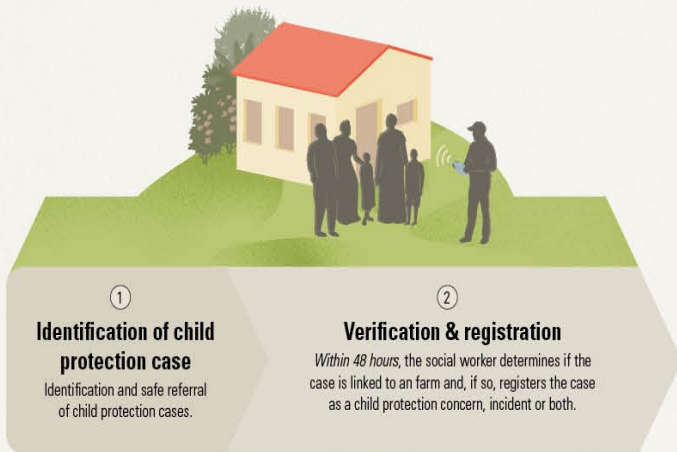 1
Identification of child
protection case
Identification and safe referral
of child protection cases.
2
Verification & registration
Within 48 hours, the social worker determines if the
case is linked to an farm and, if so, registers the case
as a child protection concern, incident or both.